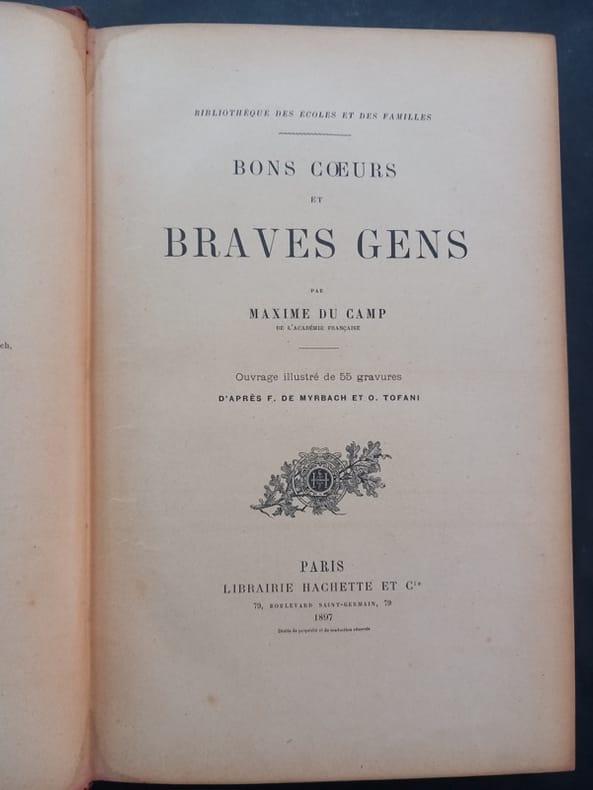 BIBLIOTHÈQUE DES ÉCOLES ET DES FAMILLES
BONS CŒURS
ET
BRAVES GENS
PAR
MAXIME DU CAMP
DE L'ACADÉMIE FRANÇAISE
Ouvrage illustré de 55 gravures
D'APRÈS F. DE MYRBACH ET O. TOFANI
PARIS
LIBRAIRIE HACHETTE ET Cie
79, BOULEVARD SAINT-GERMAIN, 79
1897
Droits de propriété et de traduction réservés